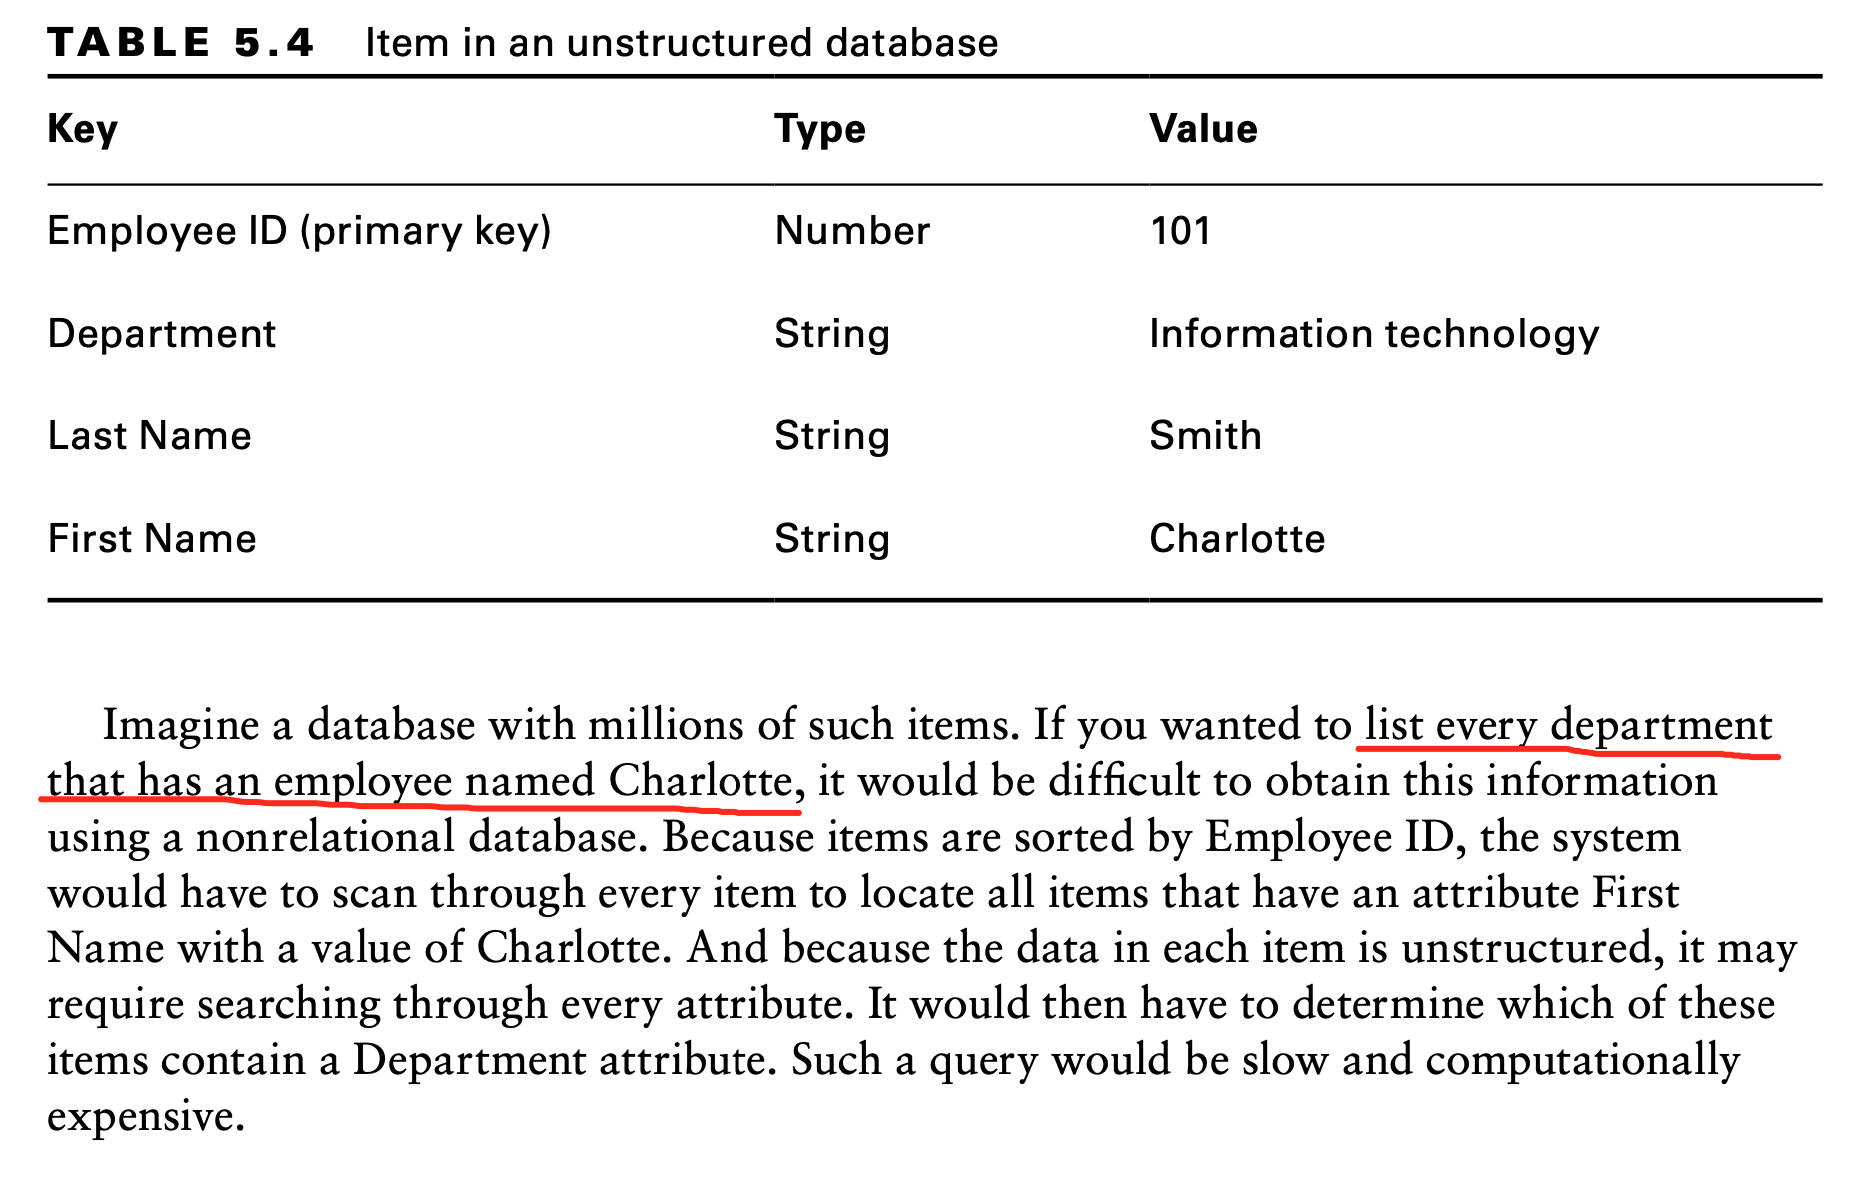 TABLE 5.4 Item in an unstructured database
Key Type Value
Employee ID (primary key) Number 101
Department String Information technology
Last Name String Smith
First Name String Charlotte
Imagine a database with millions of such items. If you wanted to list every department
that has an employee named Charlotte, it would be difficult to obtain this information
using a nonrelational database. Because items are sorted by Employee ID, the system
would have to scan through every item to locate all items that have an attribute First
Name with a value of Charlotte. And because the data in each item is unstructured, it may
require searching through every attribute. It would then have to determine which of these
items contain a Department attribute. Such a query would be slow and computationally
expensive.